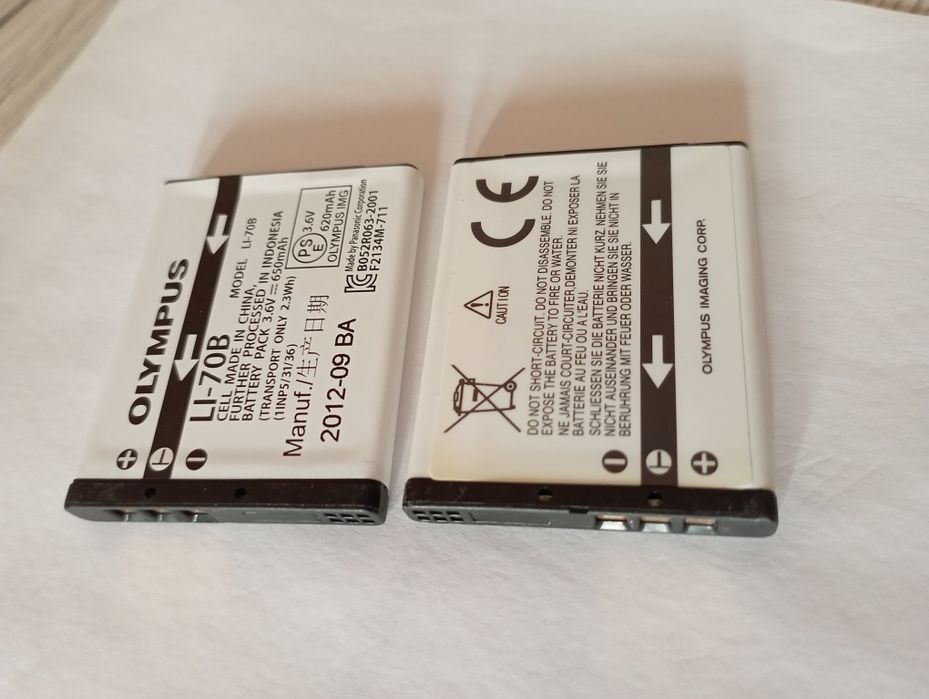 OLYMPUS
LI-70B
MODEL LI-70B
CELL MADE IN CHINA,
FURTHER PROCESSED IN INDONESIA
BATTERY PACK 3.6V 650mAh
(TRANSPORT ONLY 2.3Wh)
(1INP5/31/36)
PS
E
3.6V
620mAh
OLYMPUS IMG
Manuf./生产日期
2012-09 BA
Made by Panasonic Corporation
B052R063-2001
F2134M-711
CE
CAUTION
DO NOT SHORT-CIRCUIT. DO NOT DISASSEMBLE. DO NOT
EXPOSE THE BATTERY TO FIRE OR WATER.
NE JAMAIS COURT-CIRCUITER,DEMONTER NI EXPOSER LA
BATTERIE AU FEU OU A L'EAU.
SCHLIESSEN SIE DIE BATTERIE NICHT KURZ. NEHMEN SIE SIE
NICHT AUSEINANDER UND BRINGEN SIE SIE NICHT IN
BERUHRUNG MIT FEUER ODER WASSER.
OLYMPUS IMAGING CORP.